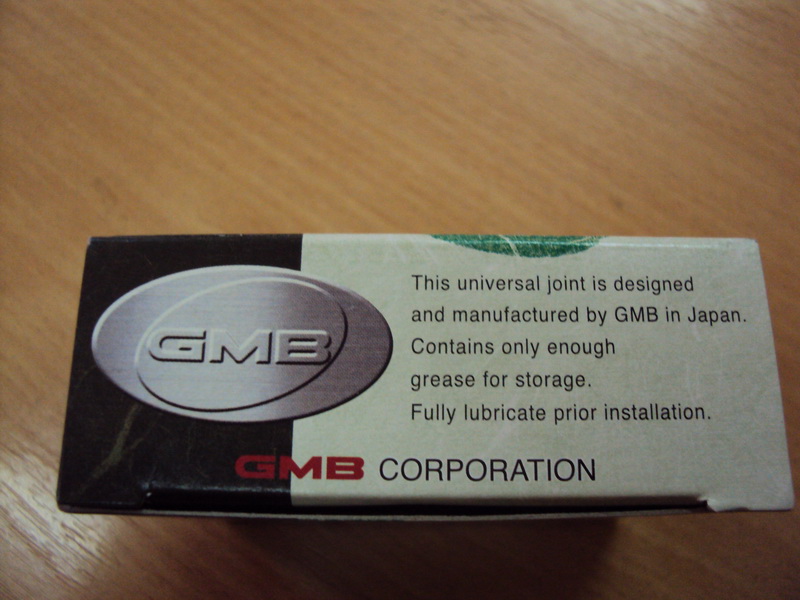 GMB
This universal joint is designed
and manufactured by GMB in Japan.
Contains only enough
grease for storage.
Fully lubricate prior installation.
GMB CORPORATION